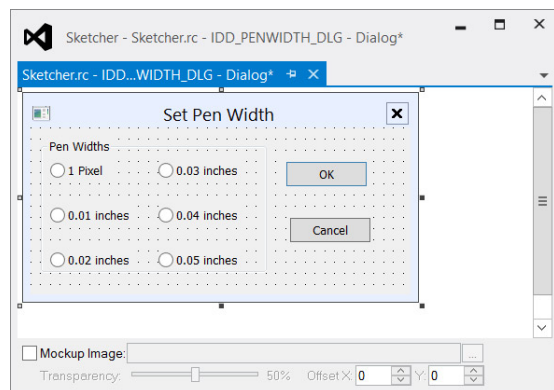 Sketcher - Sketcher.rc - IDD_PENWIDTH_DLG - Dialog*
Sketcher.rc - IDD...WIDTH_DLG - Dialog*
Set Pen Width
Pen Widths
1 Pixel 0.03 inches
OK
0.01 inches 0.04 inches
Cancel
0.02 inches 0.05 inches
Mockup Image: ...
Transparency: 50% Offset X: 0 Y: 0